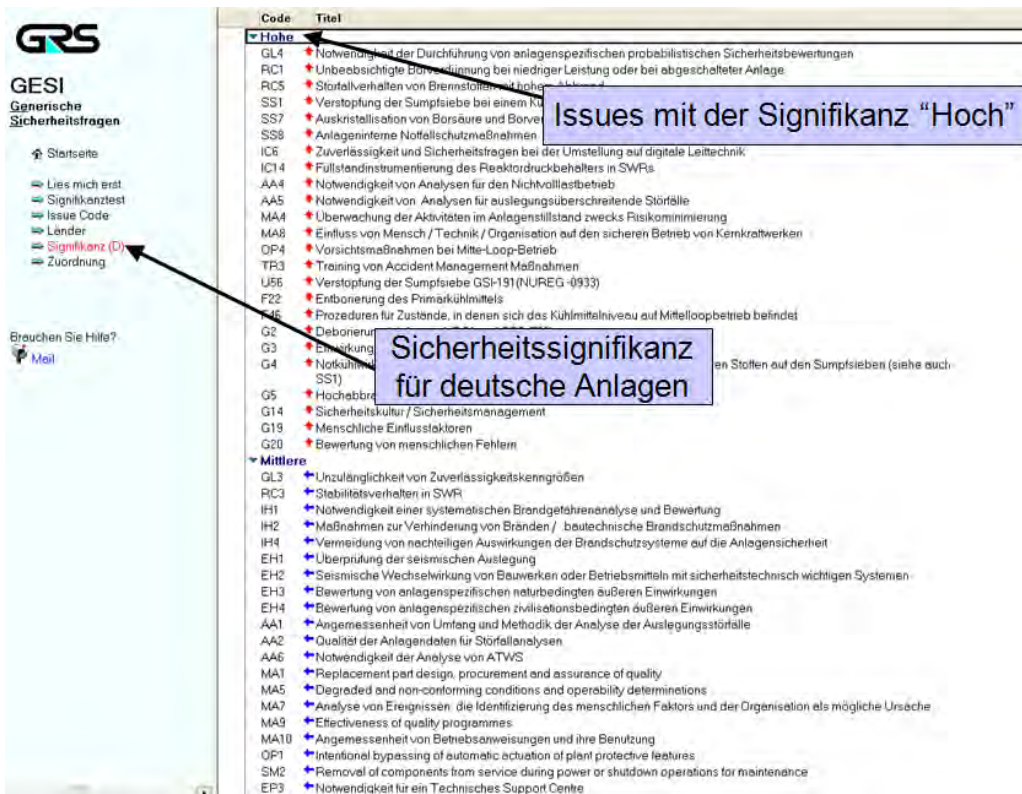 GRS
GESI
Generische
Sicherheitsfragen
Startseite
Lies mich erst
Signifikanztest
Issue Code
Länder
Signifikanz (D)
Zuordnung
Brauchen Sie Hilfe?
Mail
Code Titel
Hohe
GL4 Notwendigkeit der Durchführung von anlagenspezifischen probabilistischen Sicherheitsbewertungen
RC1 Unbeabsichtigte Borverdünnung bei niedriger Leistung oder bei abgeschalteter Anlage
RC5 Störfallverhalten von Brennstoffen mit hohem Abbrand
SS1 Verstopfung der Sumpfsiebe bei einem
SS7 Auskristallisation von Borsäure und
SS8 Anlageninterne Notfallschutzmaßnahmen
IC6 Zuverlässigkeit und Sicherheitsfragen bei der Umstellung auf digitale Leittechnik
IC14 Füllstandinstrumentierung des Reaktordruckbehälters in SWRs
AA4 Notwendigkeit von Analysen für den Nichtvolllastbetrieb
AA5 Notwendigkeit von Analysen für auslegungsüberschreitende Störfälle
MA4 Überwachung der Aktivitäten im Anlagenstillstand zwecks Risikominimierung
MA8 Einfluss von Mensch / Technik / Organisation auf den sicheren Betrieb von Kernkraftwerken
OP4 Vorsichtsmaßnahmen bei Mitte-Loop-Betrieb
TR3 Training von Accident Management Maßnahmen
U56 Verstopfung der Sumpfsiebe GSI-191(NUREG -0933)
F22 Entborierung des Primärkühlmittels
F46 Prozeduren für Zustände, in denen sich das Kühlmittelniveau auf Mittelloopbetrieb befindet
G2
G3
G4 en Stoffen auf den Sumpfsieben (siehe auch
SS1)
G5
G14 Sicherheitskultur / Sicherheitsmanagement
G19 Menschliche Einflussfaktoren
G20 Bewertung von menschlichen Fehlern
Mittlere
GL3 Unzulänglichkeit von Zuverlässigkeitskenngrößen
RC3 Stabilitätsverhalten in SWR
IH1 Notwendigkeit einer systematischen Brandgefahrenanalyse und Bewertung
IH2 Maßnahmen zur Verhinderung von Bränden / bautechnische Brandschutzmaßnahmen
IH4 Vermeidung von nachteiligen Auswirkungen der Brandschutzsysteme auf die Anlagensicherheit
EH1 Überprüfung der seismischen Auslegung
EH2 Seismische Wechselwirkung von Bauwerken oder Betriebsmitteln mit sicherheitstechnisch wichtigen Systemen
EH3 Bewertung von anlagenspezifischen naturbedingten äußeren Einwirkungen
EH4 Bewertung von anlagenspezifischen zivilisationsbedingten äußeren Einwirkungen
AA1 Angemessenheit von Umfang und Methodik der Analyse der Auslegungsstörfälle
AA2 Qualität der Anlagendaten für Störfallanalysen
AA6 Notwendigkeit der Analyse von ATWS
MA1 Replacement part design, procurement and assurance of quality
MA5 Degraded and non-conforming conditions and operability determinations
MA7 Analyse von Ereignissen die Identifizierung des menschlichen Faktors und der Organisation als mögliche Ursache
MA9 Effectiveness of quality programmes
MA10 Angemessenheit von Betriebsanweisungen und ihre Benutzung
OP1 Intentional bypassing of automatic actuation of plant protective features
SM2 Removal of components from service during power or shutdown operations for maintenance
EP3 Notwendigkeit für ein Technisches Support Centre
Issues mit der Signifikanz "Hoch"
Sicherheitssignifikanz
für deutsche Anlagen